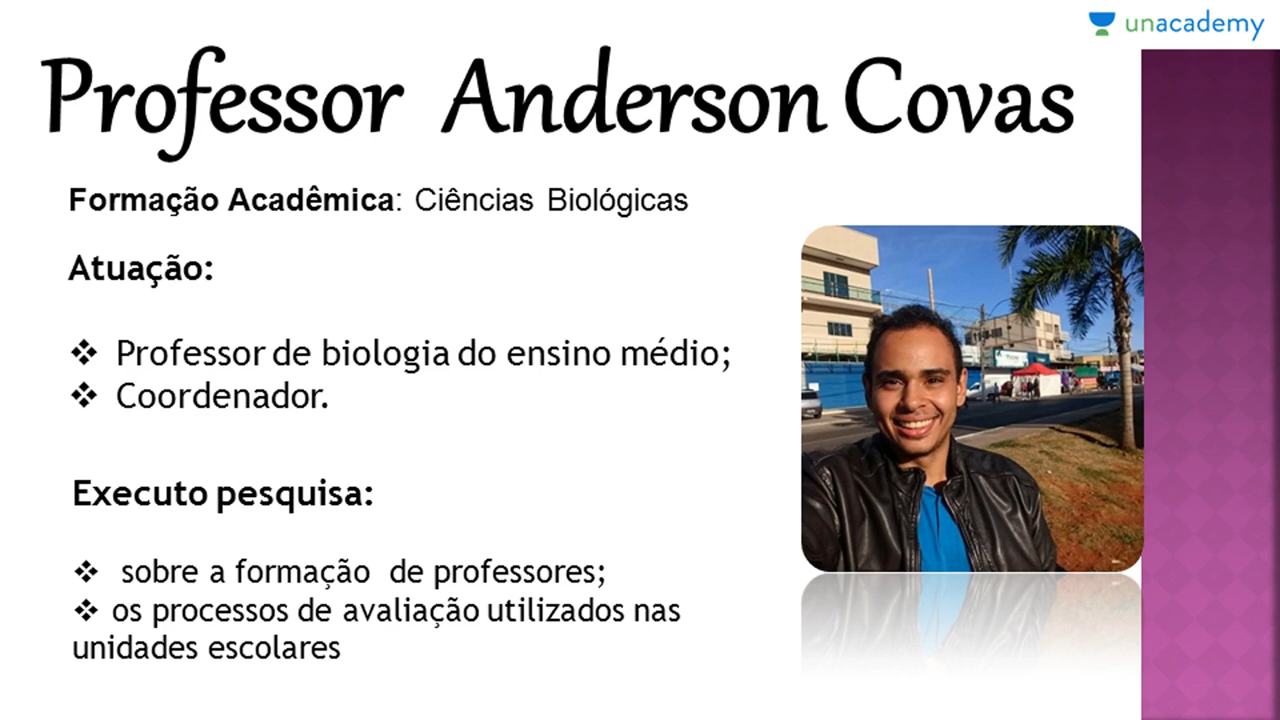 unacademy
Professor Anderson Covas
Formação Acadêmica: Ciências Biológicas
Atuação:
❖ Professor de biologia do ensino médio;
❖ Coordenador.
Executo pesquisa:
❖ sobre a formação de professores;
❖ os processos de avaliação utilizados nas
unidades escolares